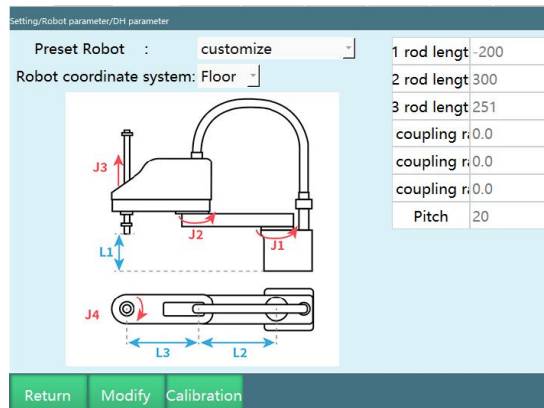 Setting/Robot parameter/DH parameter
Preset Robot : customize
Robot coordinate system: Floor
1 rod lengt -200
2 rod lengt 300
3 rod lengt 251
coupling ra 0.0
coupling ra 0.0
coupling ra 0.0
Pitch 20
J3
J2
J1
L1
J4
L3
L2
Return Modify Calibration